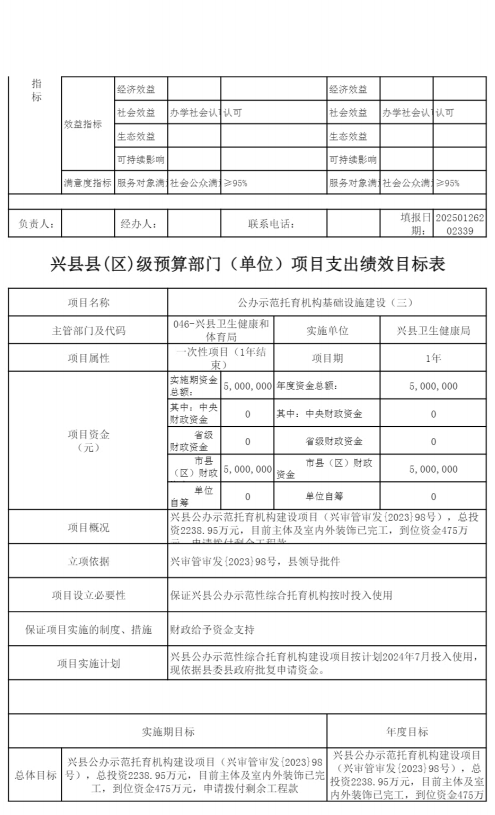 指
标
效益指标
经济效益
经济效益
社会效益 办学社会认 认可
社会效益 办学社会认 认可
生态效益
生态效益
可持续影响
可持续影响
满意度指标 服务对象满 社会公众满 ≥95%
服务对象满 社会公众满 ≥95%
负责人：
经办人：
联系电话：
填报日期：
20250126202339
兴县县(区)级预算部门（单位）项目支出绩效目标表
项目名称 公办示范托育机构基础设施建设（三）
主管部门及代码 046-兴县卫生健康和体育局 实施单位 兴县卫生健康局
项目属性 一次性项目（1年结束） 项目期 1年
项目资金
（元）
实施期资金总额： 5,000,000 年度资金总额： 5,000,000
其中：中央财政资金 0 其中：中央财政资金 0
省级财政资金 0 省级财政资金 0
市县（区）财政 5,000,000 市县（区）财政资金 5,000,000
单位自筹 0 单位自筹 0
项目概况
兴县公办示范托育机构建设项目（兴审管审发{2023}98号），总投
资2238.95万元，目前主体及室内外装饰已完工，到位资金475万
元，申请拨付剩余工程款
立项依据 兴审管审发{2023}98号，县领导批件
项目设立必要性 保证兴县公办示范性综合托育机构按时投入使用
保证项目实施的制度、措施 财政给予资金支持
项目实施计划
兴县公办示范性综合托育机构建设项目按计划2024年7月投入使用，
现依据县委县政府批复申请资金。
实施期目标 年度目标
总体目标
兴县公办示范托育机构建设项目（兴审管审发{2023}98
号），总投资2238.95万元，目前主体及室内外装饰已完
工，到位资金475万元，申请拨付剩余工程款
兴县公办示范托育机构建设项目
（兴审管审发{2023}98号），总
投资2238.95万元，目前主体及室
内外装饰已完工，到位资金475万